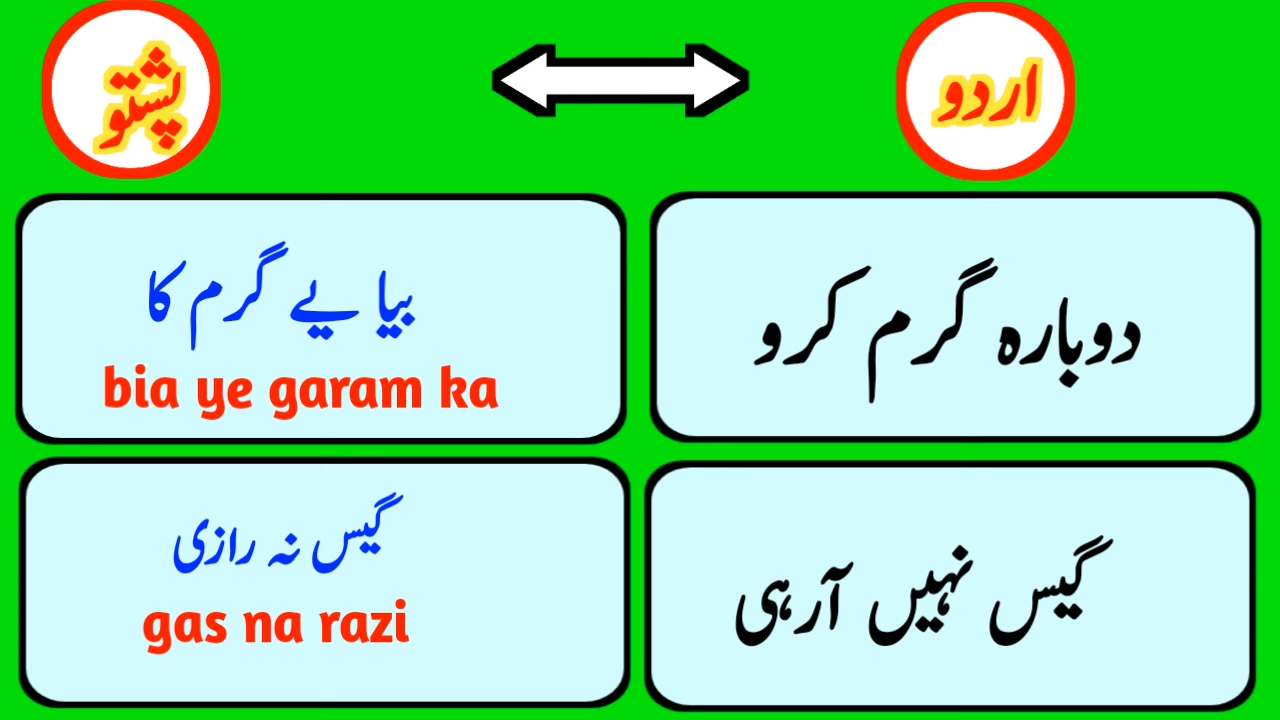 پشتو
اردو
بیا یے گرم کا
bia ye garam ka
دوبارہ گرم کرو
گیس نہ رازی
gas na razi
گیس نہیں آرہی